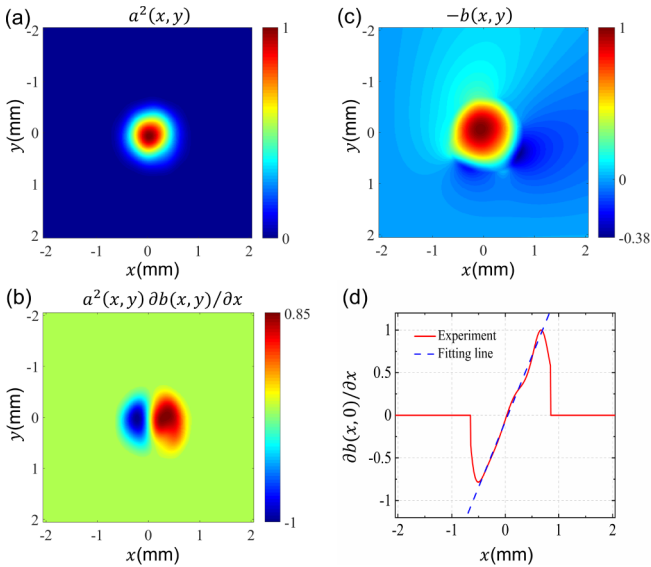 (a)
a²(x, y)
-2
-1
0
1
2
y(mm)
-2
-1
0
1
2
x(mm)
1
0
(c)
−b(x, y)
-2
-1
0
1
2
y(mm)
-2
-1
0
1
2
x(mm)
1
0
-0.38
(b)
a²(x, y) ∂b(x, y)/∂x
-2
-1
0
1
2
y(mm)
-2
-1
0
1
2
x(mm)
0.85
-1
(d)
Experiment
Fitting line
1
0.5
0
-0.5
-1
∂b(x, 0)/∂x
-2
-1
0
1
2
x(mm)